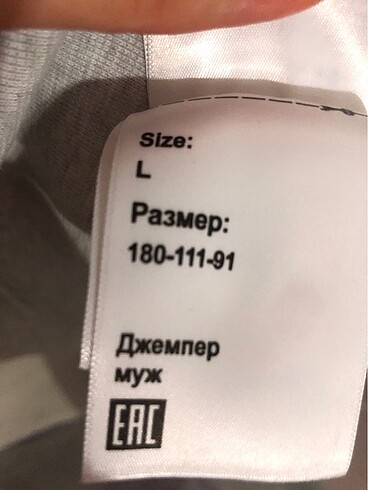 Size:
L
Размер:
180-111-91
Джемпер
муж
EAC